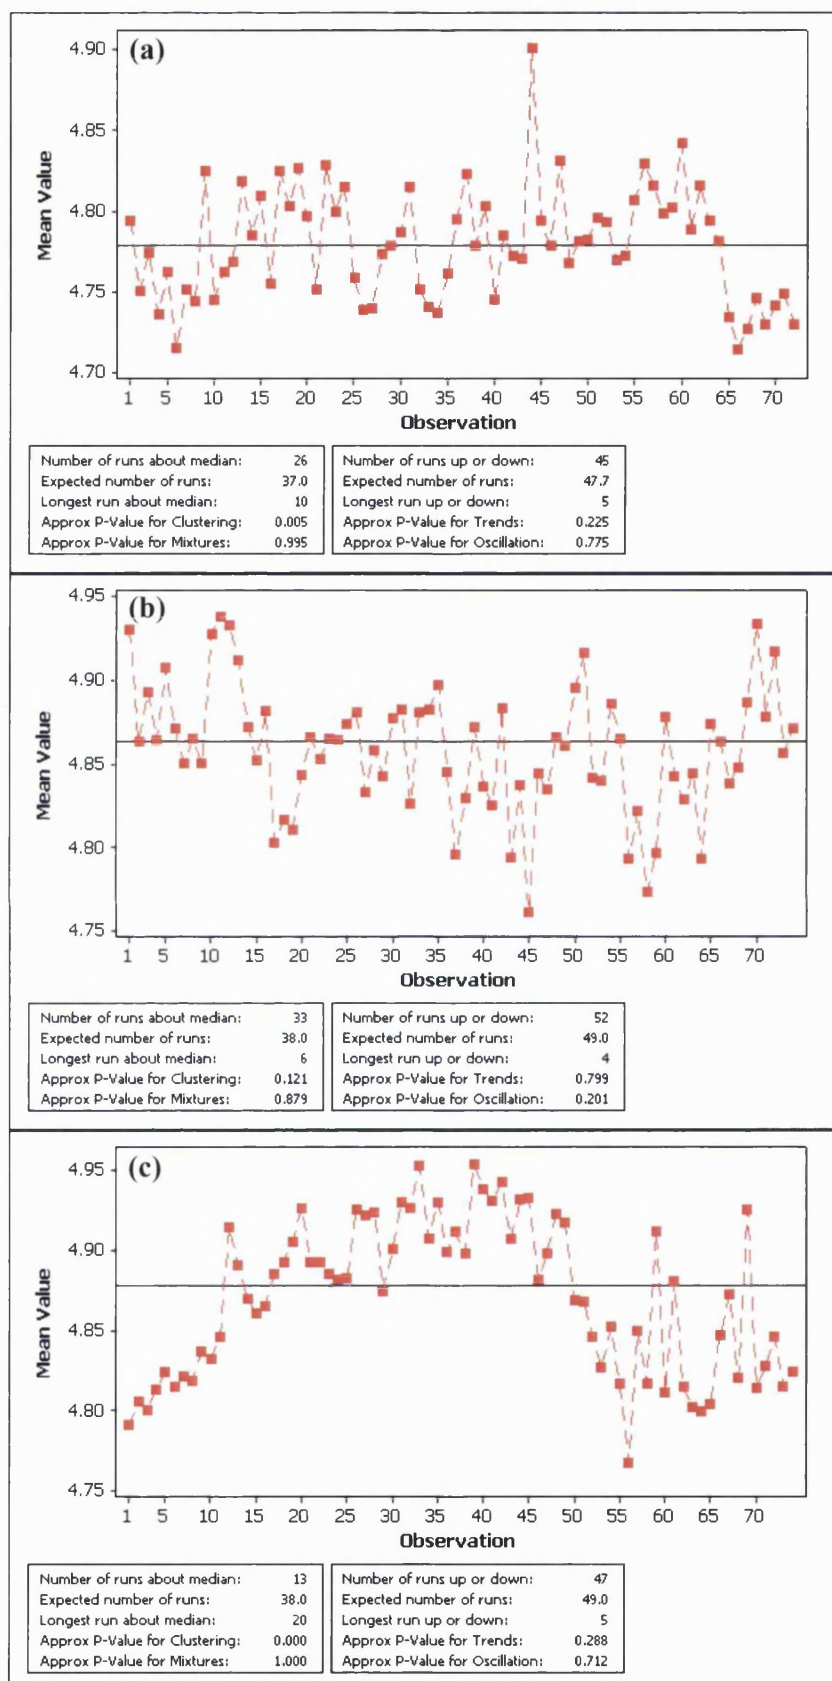 (a)
4.90
4.85
4.80
4.75
4.70
Mean Value
1 5 10 15 20 25 30 35 40 45 50 55 60 65 70
Observation
Number of runs about median: 26
Expected number of runs: 37.0
Longest run about median: 10
Approx P-Value for Clustering: 0.005
Approx P-Value for Mixtures: 0.995
Number of runs up or down: 45
Expected number of runs: 47.7
Longest run up or down: 5
Approx P-Value for Trends: 0.225
Approx P-Value for Oscillation: 0.775
(b)
4.95
4.90
4.85
4.80
4.75
Mean Value
1 5 10 15 20 25 30 35 40 45 50 55 60 65 70
Observation
Number of runs about median: 33
Expected number of runs: 38.0
Longest run about median: 6
Approx P-Value for Clustering: 0.121
Approx P-Value for Mixtures: 0.879
Number of runs up or down: 52
Expected number of runs: 49.0
Longest run up or down: 4
Approx P-Value for Trends: 0.799
Approx P-Value for Oscillation: 0.201
(c)
4.95
4.90
4.85
4.80
4.75
Mean Value
1 5 10 15 20 25 30 35 40 45 50 55 60 65 70
Observation
Number of runs about median: 13
Expected number of runs: 38.0
Longest run about median: 20
Approx P-Value for Clustering: 0.000
Approx P-Value for Mixtures: 1.000
Number of runs up or down: 47
Expected number of runs: 49.0
Longest run up or down: 5
Approx P-Value for Trends: 0.288
Approx P-Value for Oscillation: 0.712